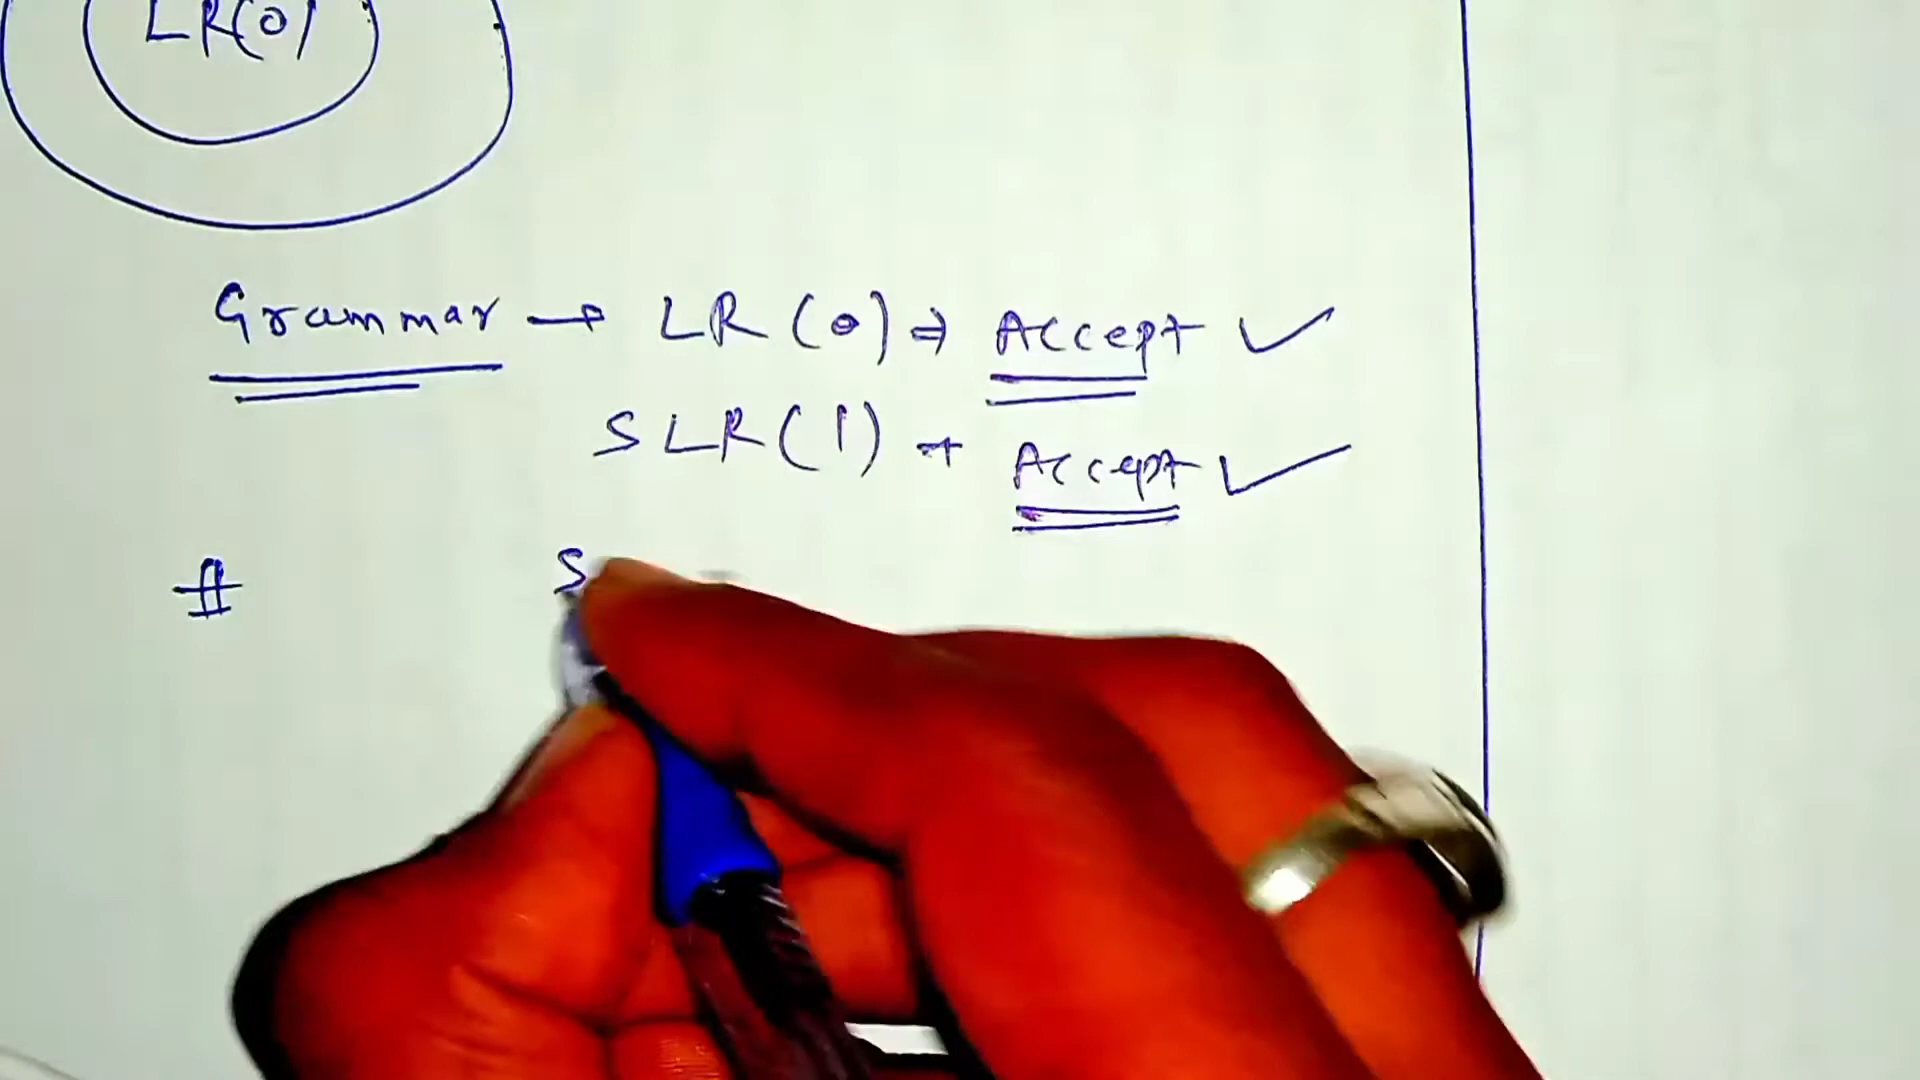 LR(0)
Grammar → LR(0) ⇒ Accept ✓
SLR(1) → Accept ✓
# S